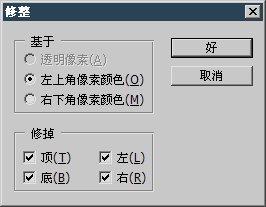 修整
基于
透明像素(A)
左上角像素颜色(O)
右下角像素颜色(M)
好
取消
修掉
顶(T) 左(L)
底(B) 右(R)